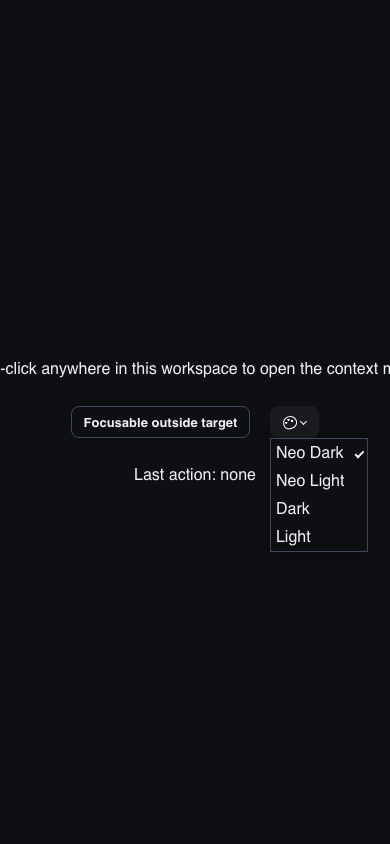 -click anywhere in this workspace to open the context
Focusable outside target
Last action: none
Neo Dark
Neo Light
Dark
Light